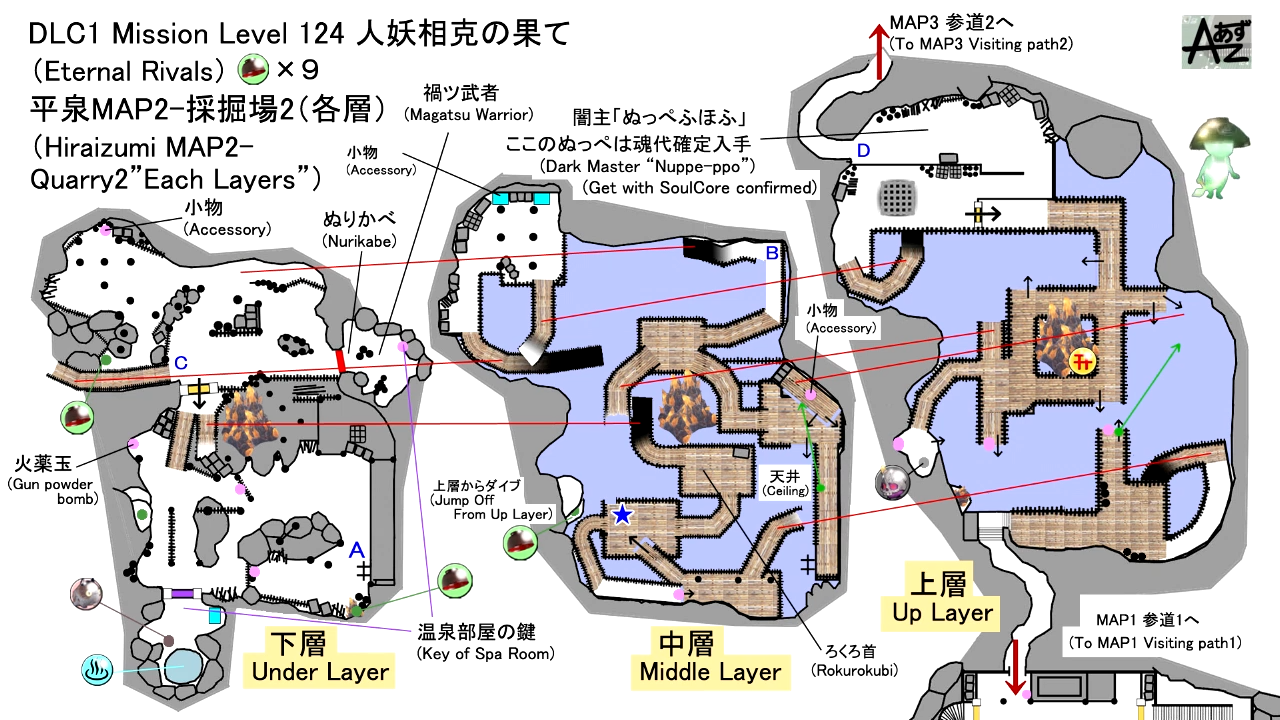 DLC1 Mission Level 124 人妖相克の果て
(Eternal Rivals) ×９
平泉MAP2-採掘場2(各層)
(Hiraizumi MAP2-
Quarry2”Each Layers”)
禍ツ武者
(Magatsu Warrior)
小物
(Accessory)
闇主「ぬっぺふほふ」
ここのぬっぺは魂代確定入手
(Dark Master “Nuppe-ppo”)
(Get with SoulCore confirmed)
MAP3 参道2へ
(To MAP3 Visiting path2)
あず
AZ
小物
(Accessory)
ぬりかべ
(Nurikabe)
D
B
小物
(Accessory)
C
火薬玉
(Gun powder
bomb)
上層からダイブ
(Jump Off
From Up Layer)
天井
(Ceiling)
A
温泉部屋の鍵
(Key of Spa Room)
下層
Under Layer
中層
Middle Layer
ろくろ首
(Rokurokubi)
上層
Up Layer
MAP1 参道1へ
(To MAP1 Visiting path1)